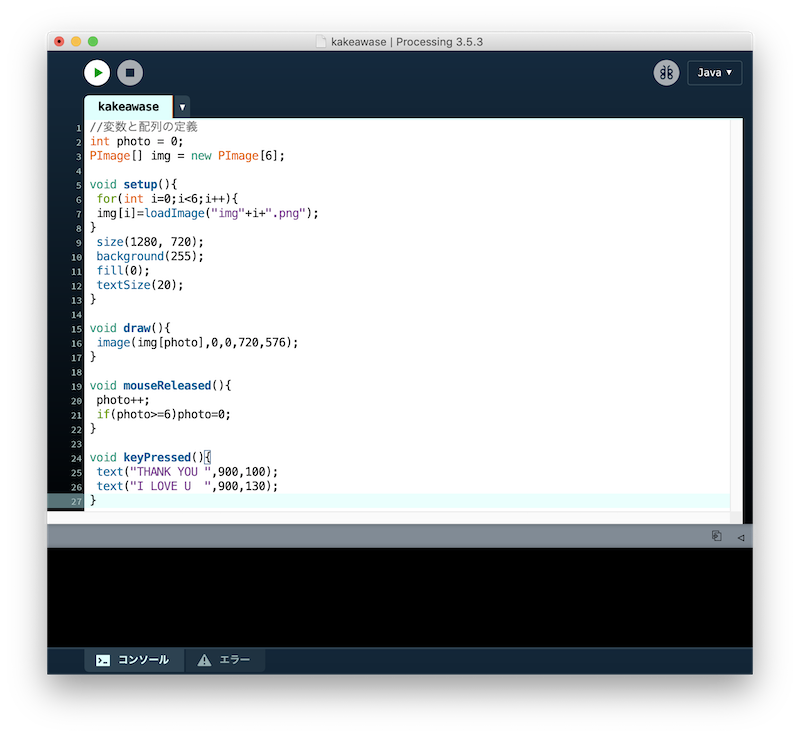 kakeawase | Processing 3.5.3
Java ▼
kakeawase ▼
1 //変数と配列の定義
2 int photo = 0;
3 PImage[] img = new PImage[6];
4
5 void setup(){
6  for(int i=0;i<6;i++){
7  img[i]=loadImage("img"+i+".png");
8 }
9  size(1280, 720);
10  background(255);
11  fill(0);
12  textSize(20);
13 }
14
15 void draw(){
16  image(img[photo],0,0,720,576);
17 }
18
19 void mouseReleased(){
20  photo++;
21  if(photo>=6)photo=0;
22 }
23
24 void keyPressed(){
25  text("THANK YOU ",900,100);
26  text("I LOVE U  ",900,130);
27 }
コンソール エラー